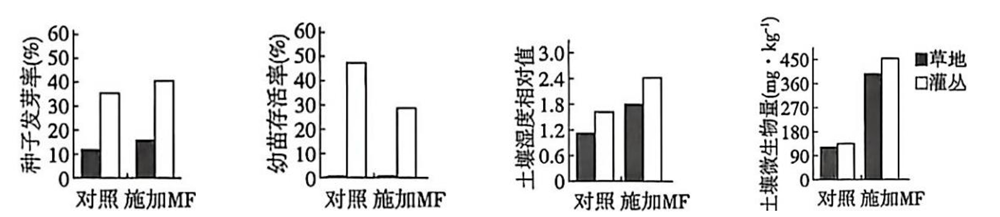 种子发芽率(%)
60
50
40
30
20
10
0
对照 施加MF
幼苗存活率(%)
60
50
40
30
20
10
0
对照 施加MF
土壤湿度相对值
3.0
2.4
1.8
1.2
0.6
0
对照 施加MF
土壤微生物量(mg·kg⁻¹)
450
360
270
180
90
0
对照 施加MF
草地
灌丛